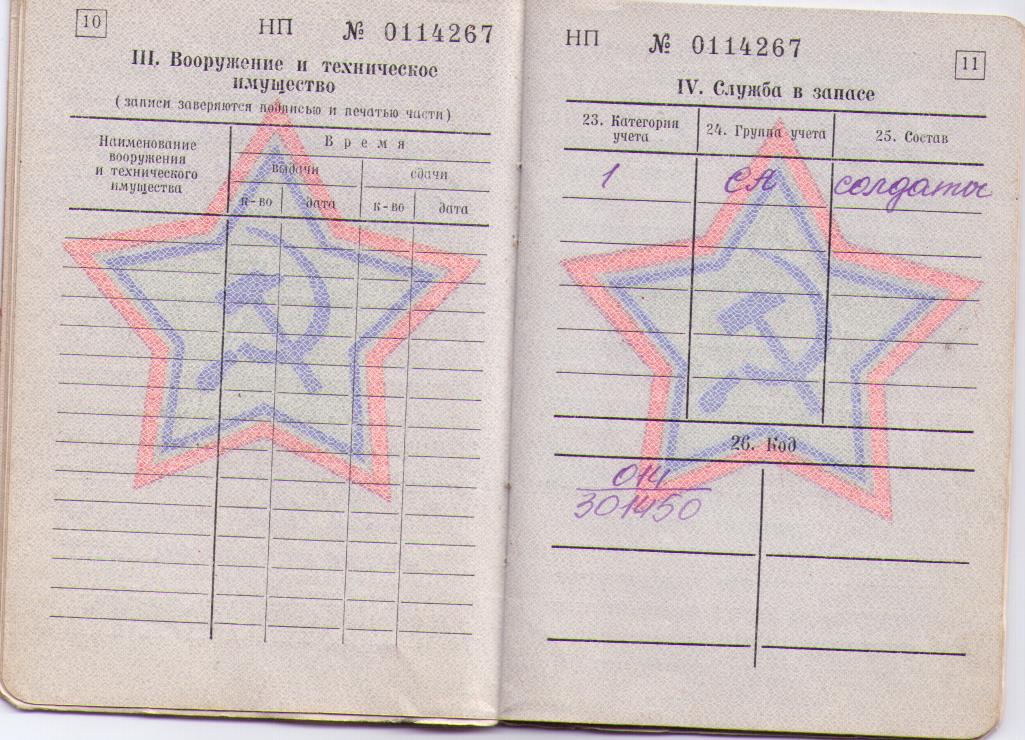 10
НП № 0114267
III. Вооружение и техническое
имущество
(записи заверяются подписью и печатью части)
Наименование
вооружения
и технического
имущества
Время
выдачи
сдачи
к-во
дата
к-во
дата
НП № 0114267
11
IV. Служба в запасе
23. Категория
учета
24. Группа учета
25. Состав
1
СА
солдаты
26. Код
014
301450